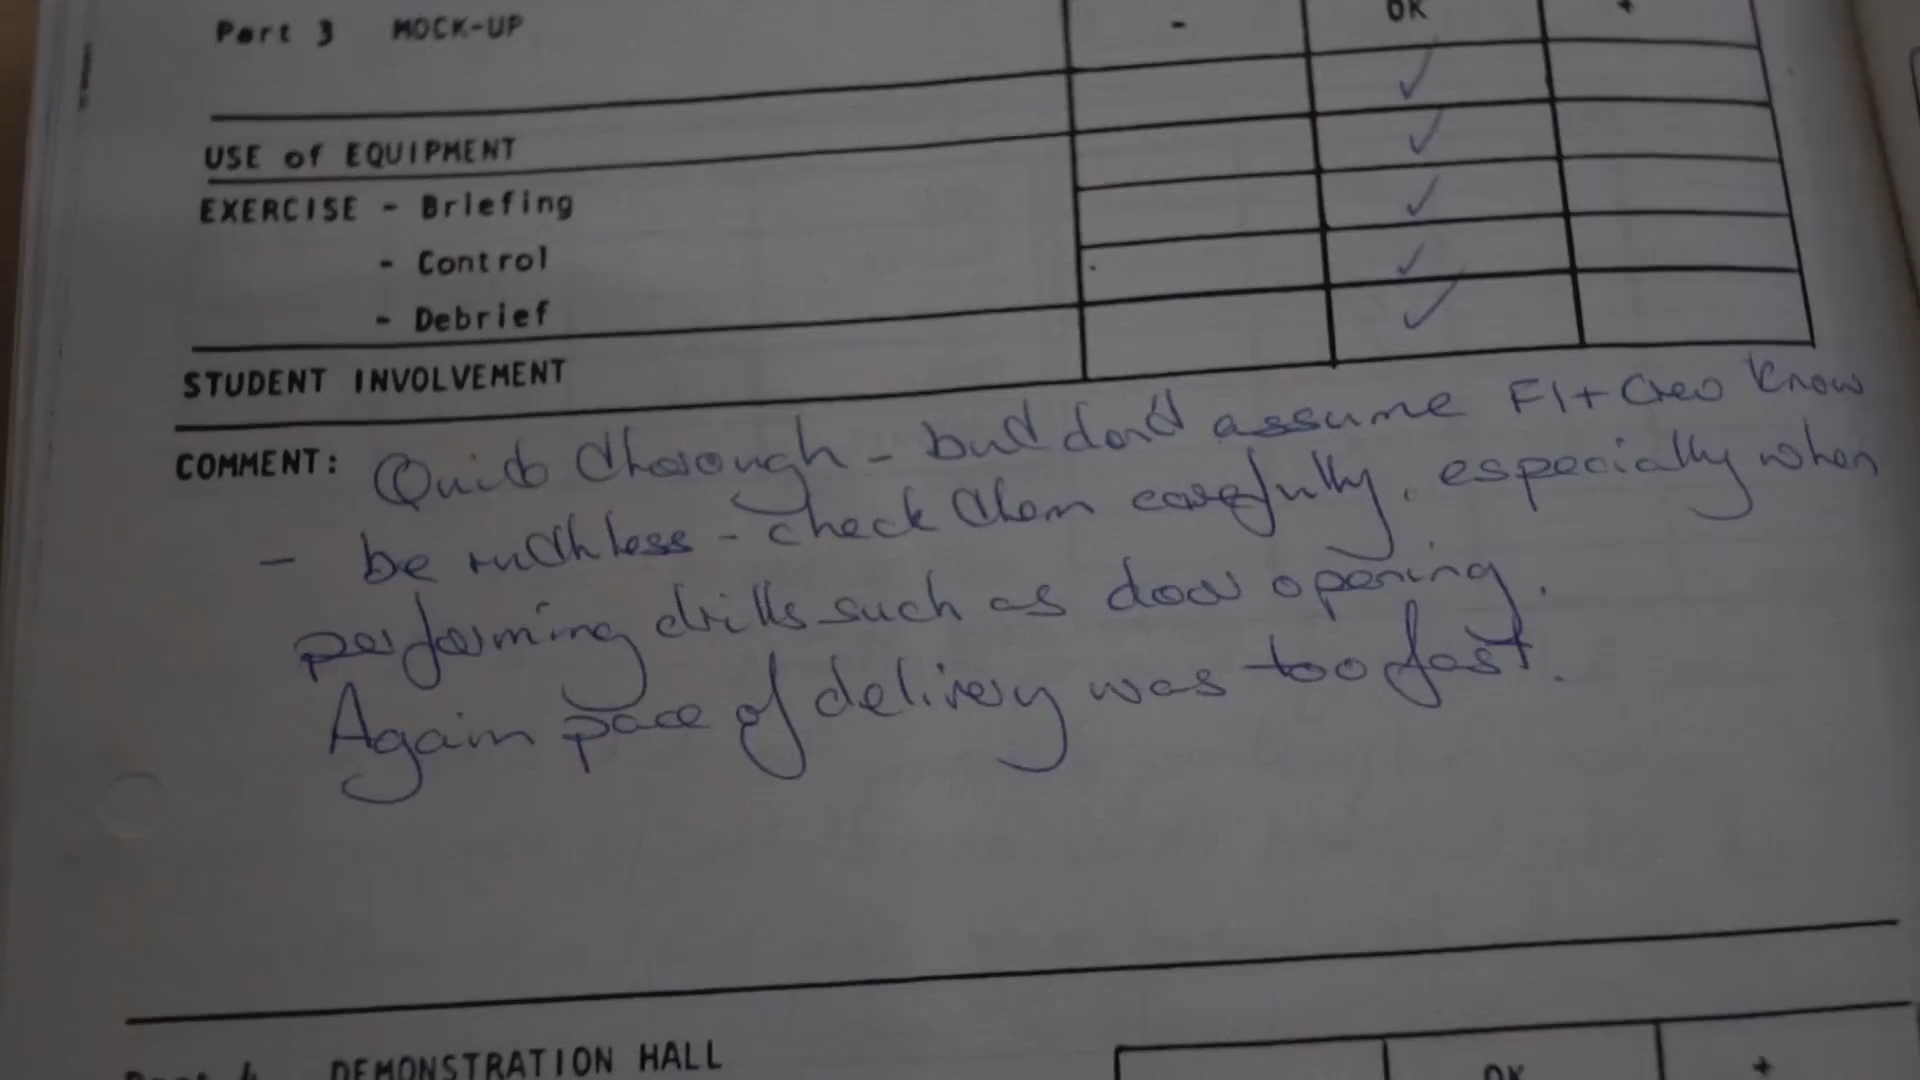 Part 3 MOCK-UP - OK +
USE of EQUIPMENT ✓
EXERCISE - Briefing ✓
- Control ✓
- Debrief ✓
STUDENT INVOLVEMENT ✓
COMMENT: Quite thorough - but don't assume F1+ Crew know
- be ruthless - check them carefully, especially when
performing drills such as door opening.
Again pace of delivery was too fast.
DEMONSTRATION HALL OK +